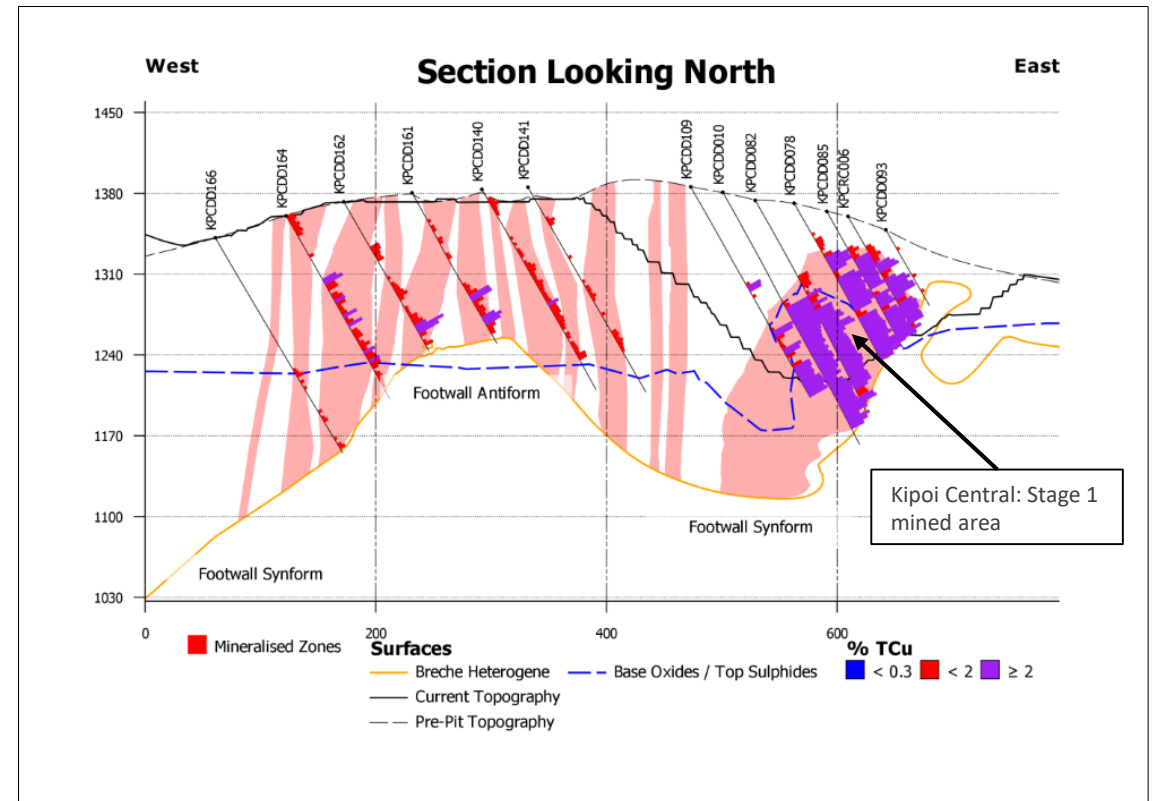 West
Section Looking North
East
1450
1380
1310
1240
1170
1100
1030
KPCDD166
KPCDD164
KPCDD162
KPCDD161
KPCDD140
KPCDD141
KPCDD109
KPCDD010
KPCDD082
KPCDD078
KPCDD085
KPCRC006
KPCDD093
Footwall Antiform
Footwall Synform
Footwall Synform
Kipoi Central: Stage 1
mined area
0
200
400
600
Mineralised Zones
Surfaces
Breche Heterogene
Base Oxides / Top Sulphides
Current Topography
Pre-Pit Topography
% TCu
< 0.3
< 2
≥ 2